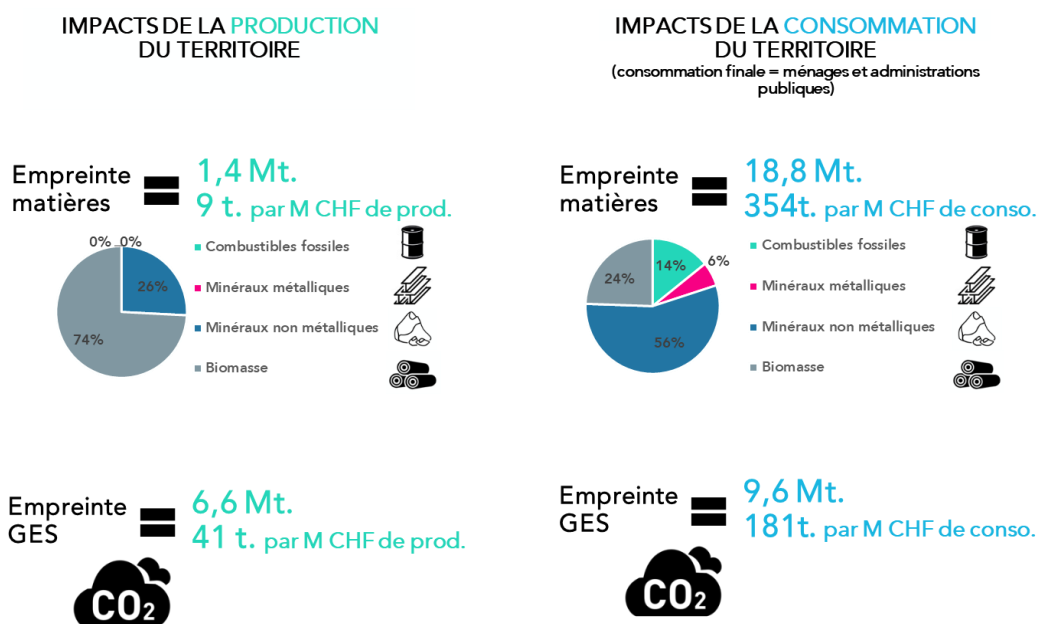 IMPACTS DE LA PRODUCTION
DU TERRITOIRE
Empreinte
matières
1,4 Mt.
9 t. par M CHF de prod.
0%
0%
26%
74%
Combustibles fossiles
Minéraux métalliques
Minéraux non métalliques
Biomasse
Empreinte
GES
6,6 Mt.
41 t. par M CHF de prod.
CO2
IMPACTS DE LA CONSOMMATION
DU TERRITOIRE
(consommation finale = ménages et administrations
publiques)
Empreinte
matières
18,8 Mt.
354t. par M CHF de conso.
14%
6%
24%
56%
Combustibles fossiles
Minéraux métalliques
Minéraux non métalliques
Biomasse
Empreinte
GES
9,6 Mt.
181t. par M CHF de conso.
CO2